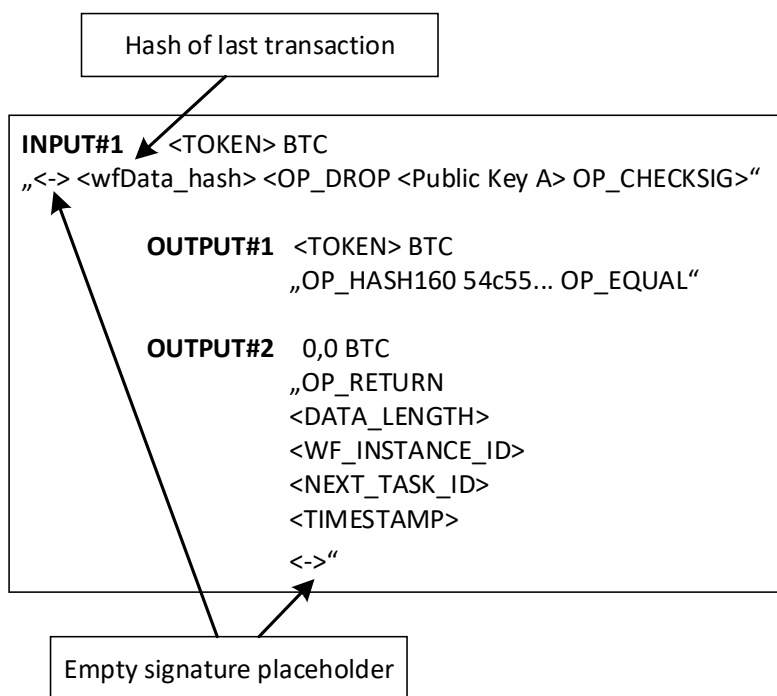 Hash of last transaction
INPUT#1 <TOKEN> BTC
„<-> <wfData_hash> <OP_DROP <Public Key A> OP_CHECKSIG>“
OUTPUT#1 <TOKEN> BTC
„OP_HASH160 54c55... OP_EQUAL“
OUTPUT#2 0,0 BTC
„OP_RETURN
<DATA_LENGTH>
<WF_INSTANCE_ID>
<NEXT_TASK_ID>
<TIMESTAMP>
<->“
Empty signature placeholder